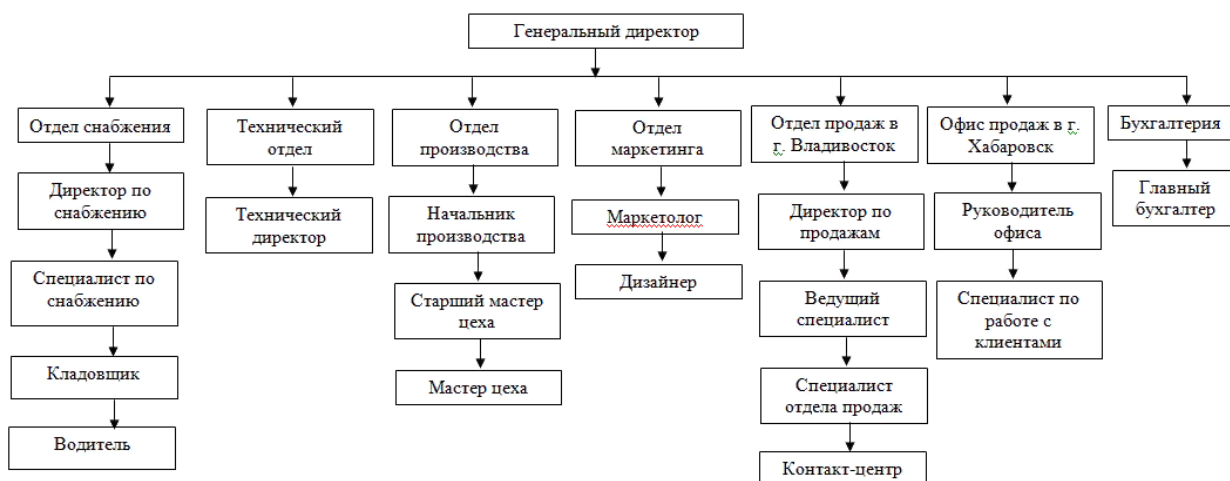 Генеральный директор
Отдел снабжения
Директор по
снабжению
Специалист по
снабжению
Кладовщик
Водитель
Технический
отдел
Технический
директор
Отдел
производства
Начальник
производства
Старший мастер
цеха
Мастер цеха
Отдел
маркетинга
Маркетолог
Дизайнер
Отдел продаж в
г. Владивосток
Директор по
продажам
Ведущий
специалист
Специалист
отдела продаж
Контакт-центр
Офис продаж в г.
Хабаровск
Руководитель
офиса
Специалист по
работе с
клиентами
Бухгалтерия
Главный
бухгалтер